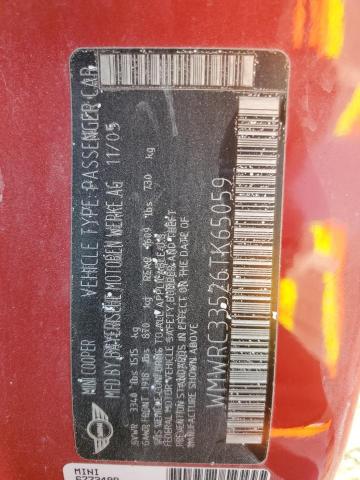 MINI COOPER VEHICLE TYPE: PASSENGER CAR
MFD BY BAYERISCHE MOTOREN WERKE AG 11/05
GVWR 3340 lbs 1515 kg
GAWR FRONT 1918 lbs 870 kg REAR 1609 lbs 730 kg
THIS VEHICLE CONFORMS TO ALL APPLICABLE U.S.
FEDERAL MOTOR VEHICLE SAFETY, BUMPER AND THEFT
PREVENTION STANDARDS IN EFFECT ON THE DATE OF
MANUFACTURE SHOWN ABOVE.
WMWRC33526TK65059
MINI